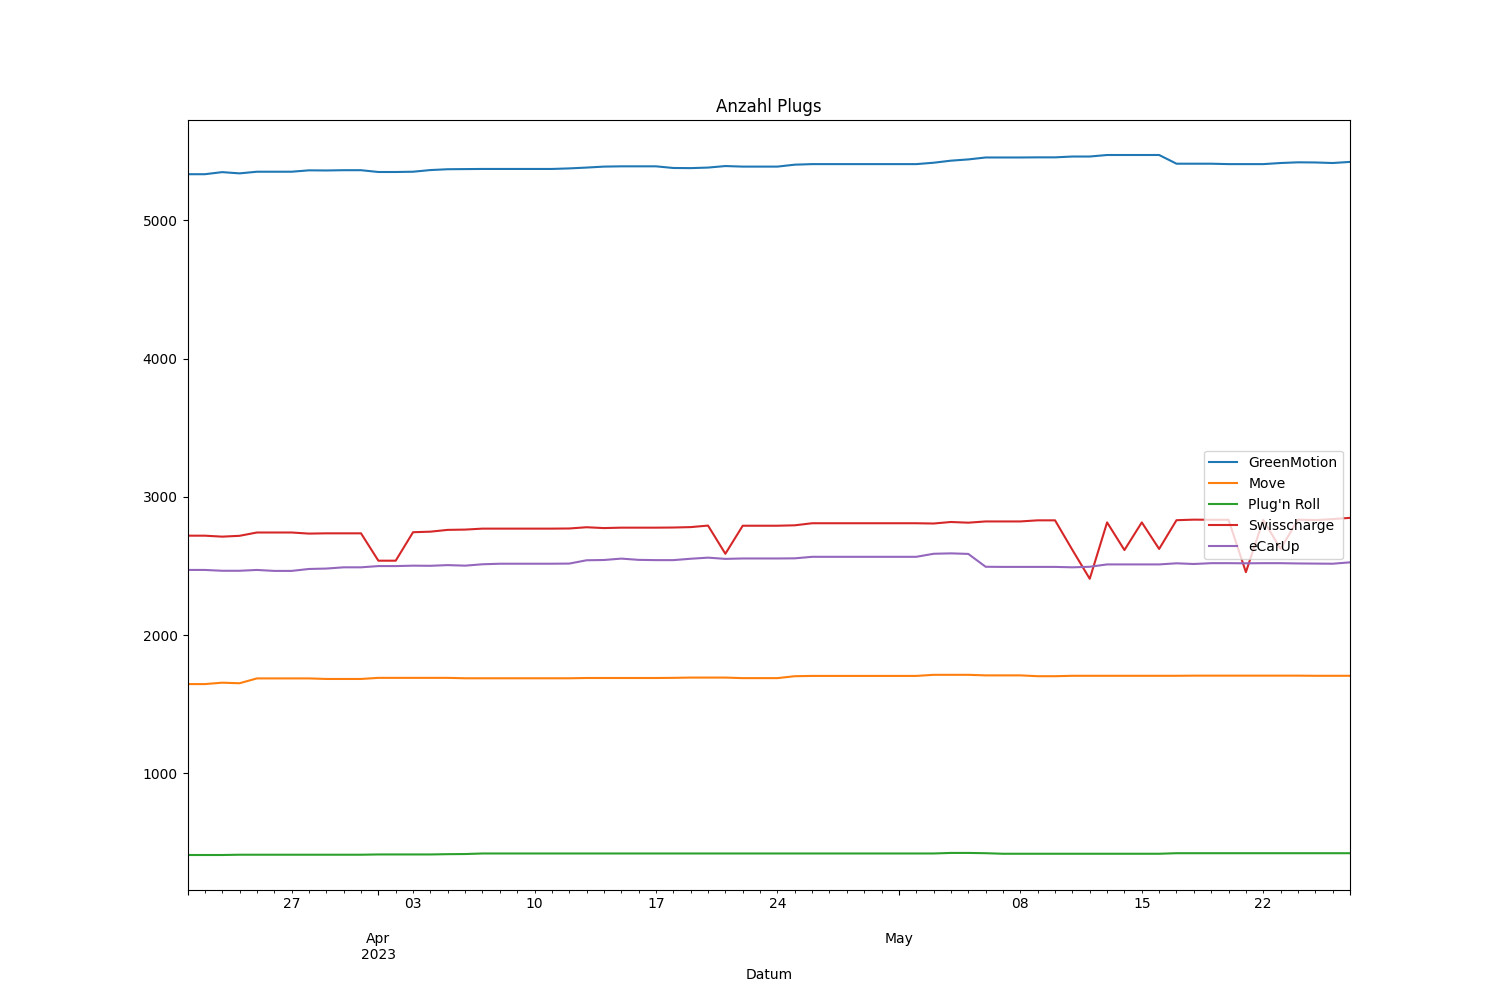 Anzahl Plugs
5000
4000
3000
2000
1000
GreenMotion
Move
Plug'n Roll
Swisscharge
eCarUp
27 03 10 17 24 08 15 22
Apr May
2023
Datum